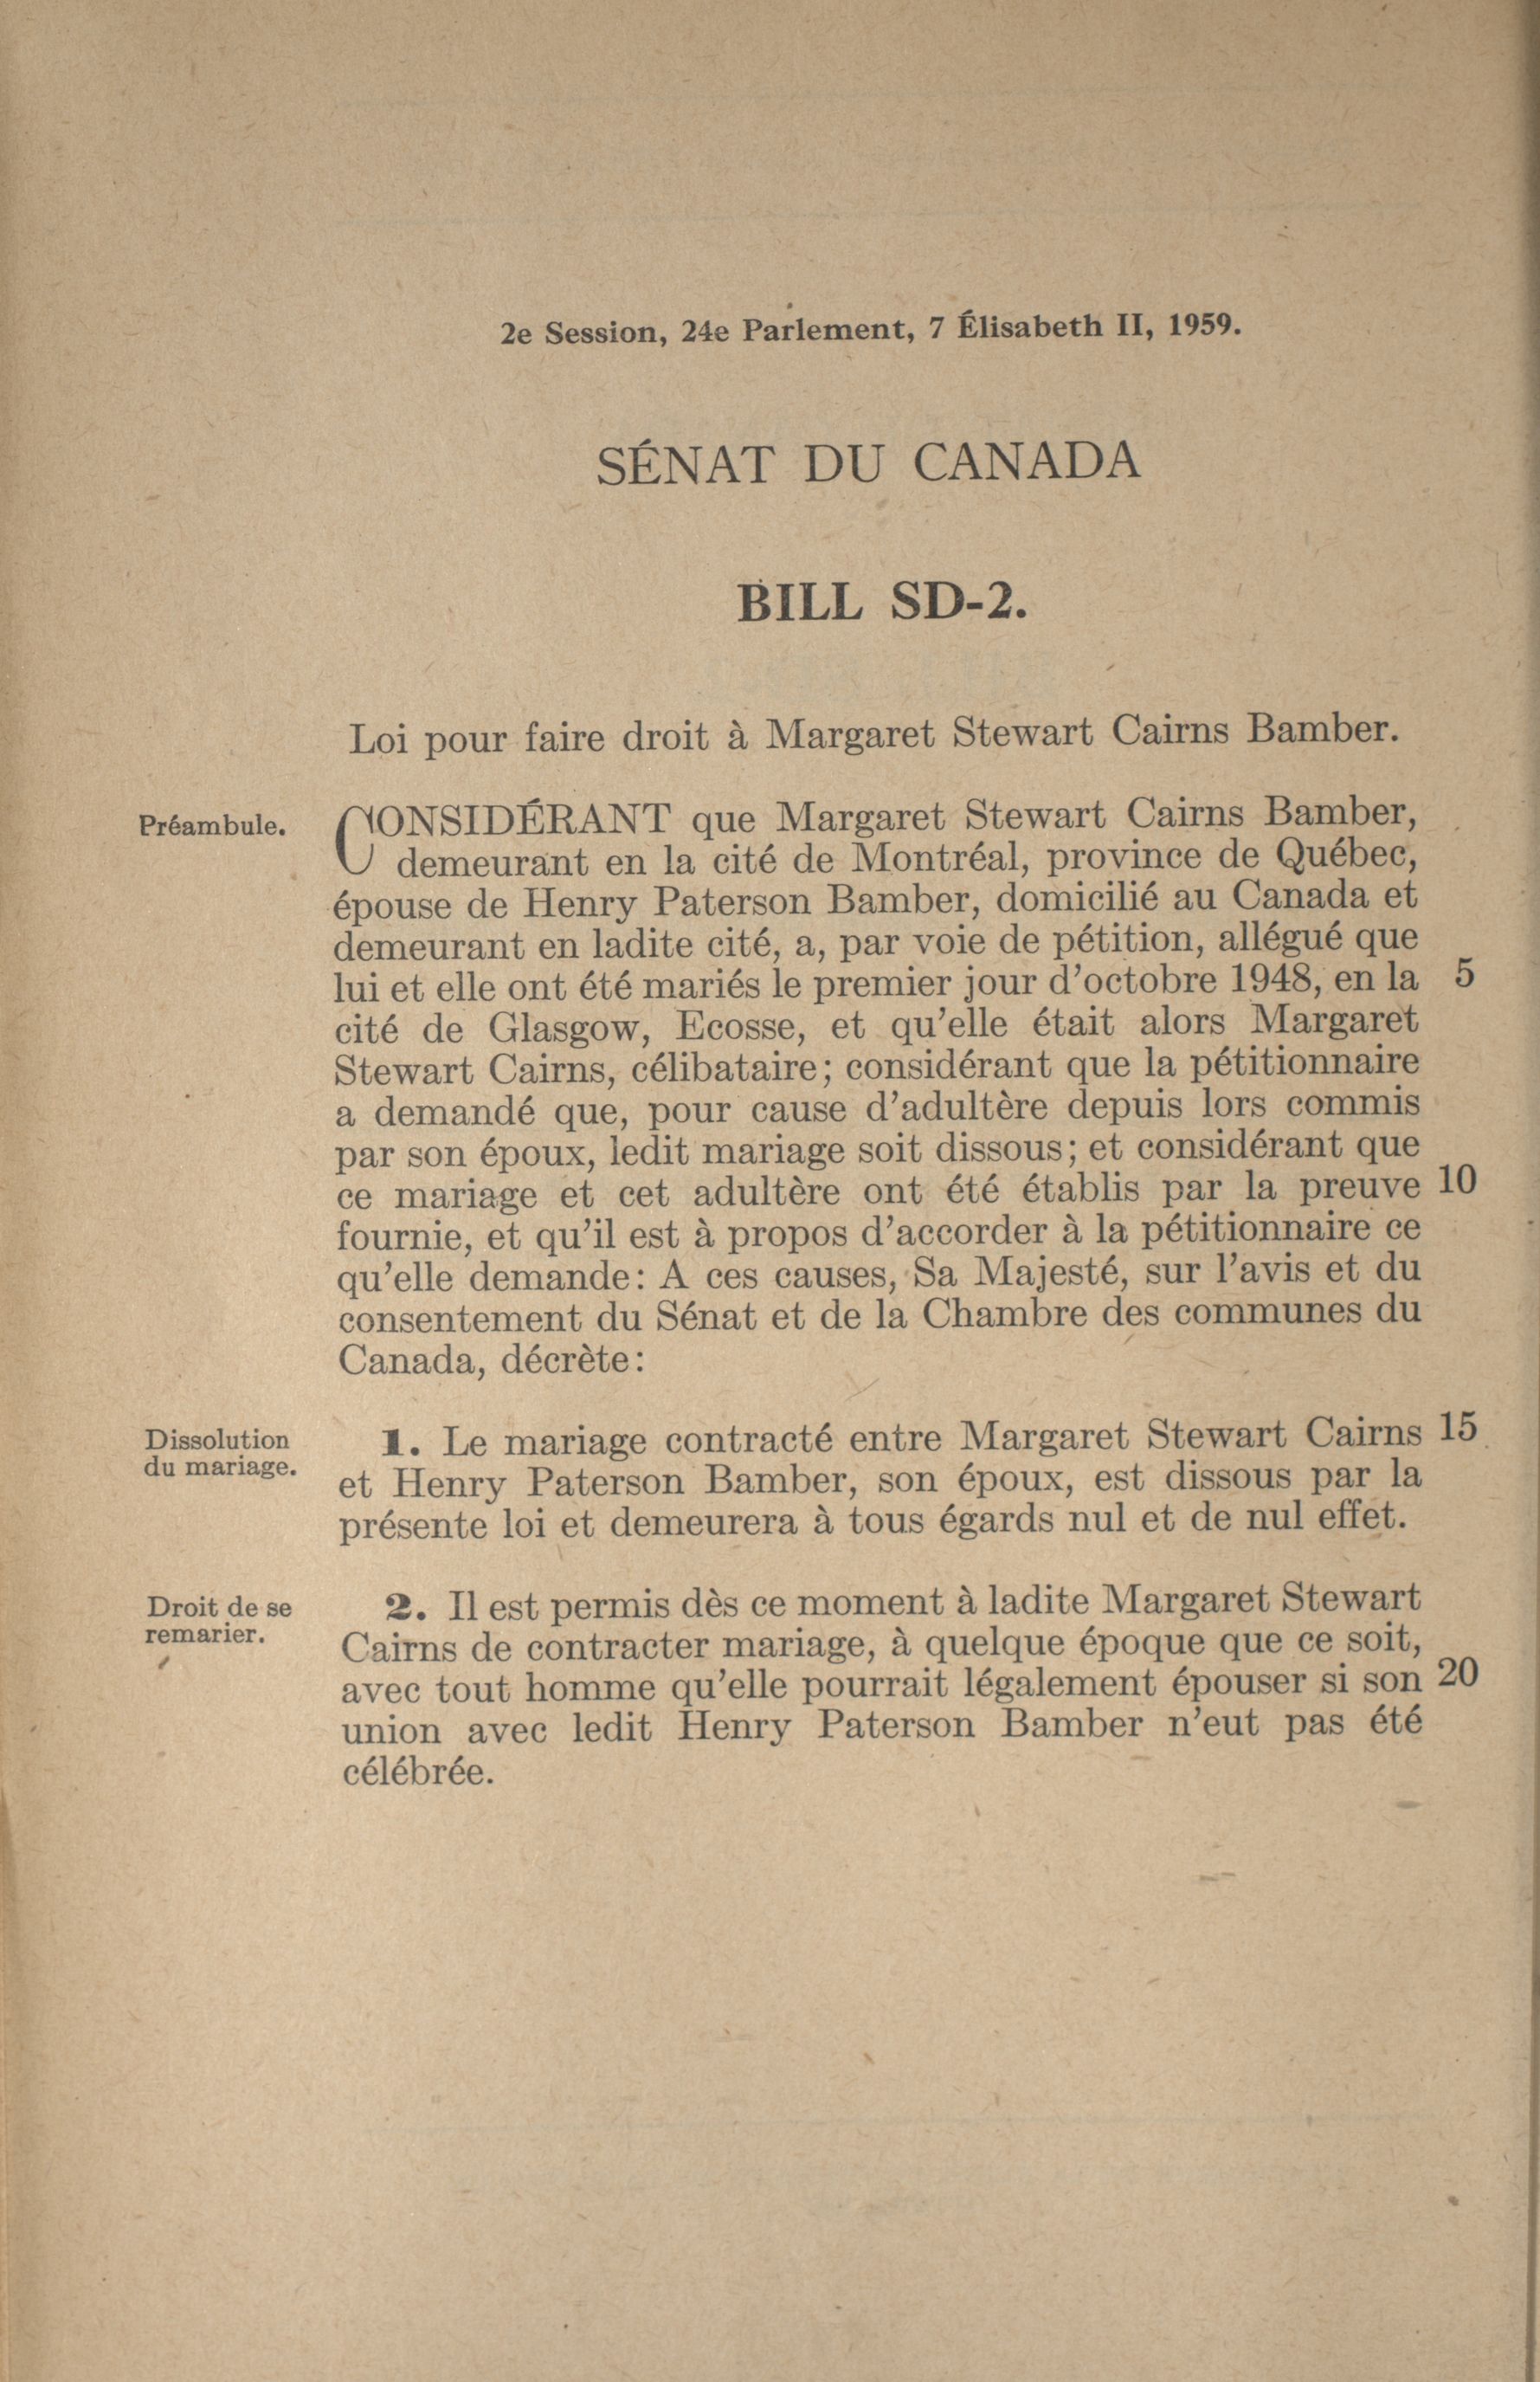 2e Session, 24e Parlement, 7 Élisabeth II, 1959.
SÉNAT DU CANADA
BILL SD-2.
Loi pour faire droit à Margaret Stewart Cairns Bamber.
Préambule.
CONSIDÉRANT que Margaret Stewart Cairns Bamber,
demeurant en la cité de Montréal, province de Québec,
épouse de Henry Paterson Bamber, domicilié au Canada et
demeurant en ladite cité, a, par voie de pétition, allégué que
lui et elle ont été mariés le premier jour d'octobre 1948, en la 5
cité de Glasgow, Ecosse, et qu'elle était alors Margaret
Stewart Cairns, célibataire; considérant que la pétitionnaire
a demandé que, pour cause d'adultère depuis lors commis
par son époux, ledit mariage soit dissous; et considérant que
ce mariage et cet adultère ont été établis par la preuve 10
fournie, et qu'il est à propos d'accorder à la pétitionnaire ce
qu'elle demande: A ces causes, Sa Majesté, sur l'avis et du
consentement du Sénat et de la Chambre des communes du
Canada, décrète:
Dissolution
du mariage.
1. Le mariage contracté entre Margaret Stewart Cairns 15
et Henry Paterson Bamber, son époux, est dissous par la
présente loi et demeurera à tous égards nul et de nul effet.
Droit de se
remarier.
2. Il est permis dès ce moment à ladite Margaret Stewart
Cairns de contracter mariage, à quelque époque que ce soit,
avec tout homme qu'elle pourrait légalement épouser si son 20
union avec ledit Henry Paterson Bamber n'eut pas été
célébrée.